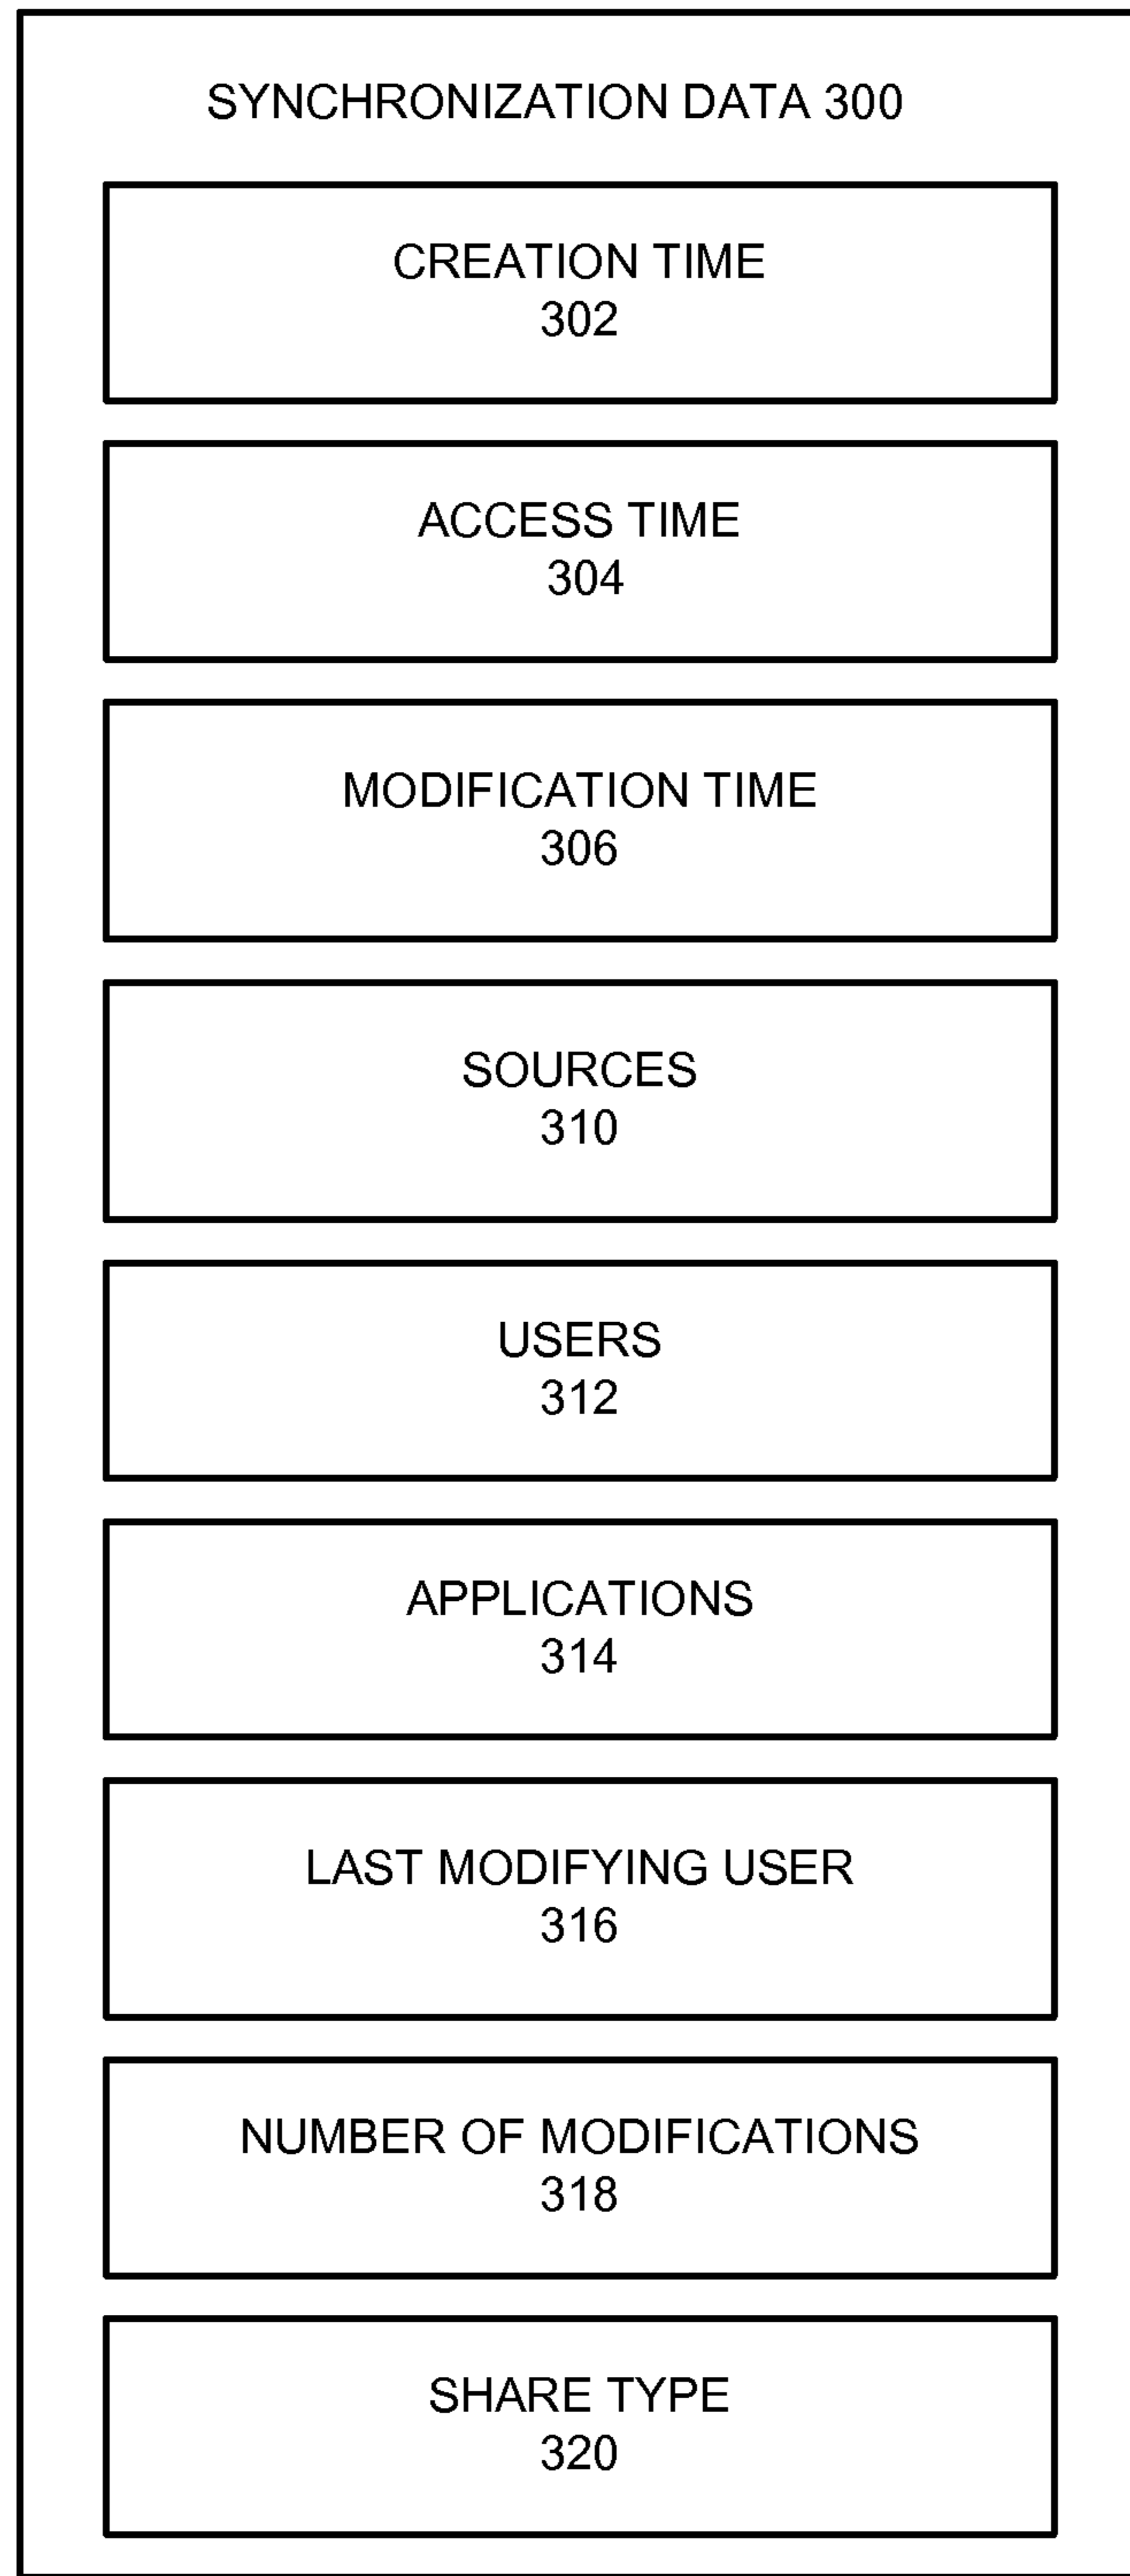 SYNCHRONIZATION DATA 300
CREATION TIME
302
ACCESS TIME
304
MODIFICATION TIME
306
SOURCES
310
USERS
312
APPLICATIONS
314
LAST MODIFYING USER
316
NUMBER OF MODIFICATIONS
318
SHARE TYPE
320